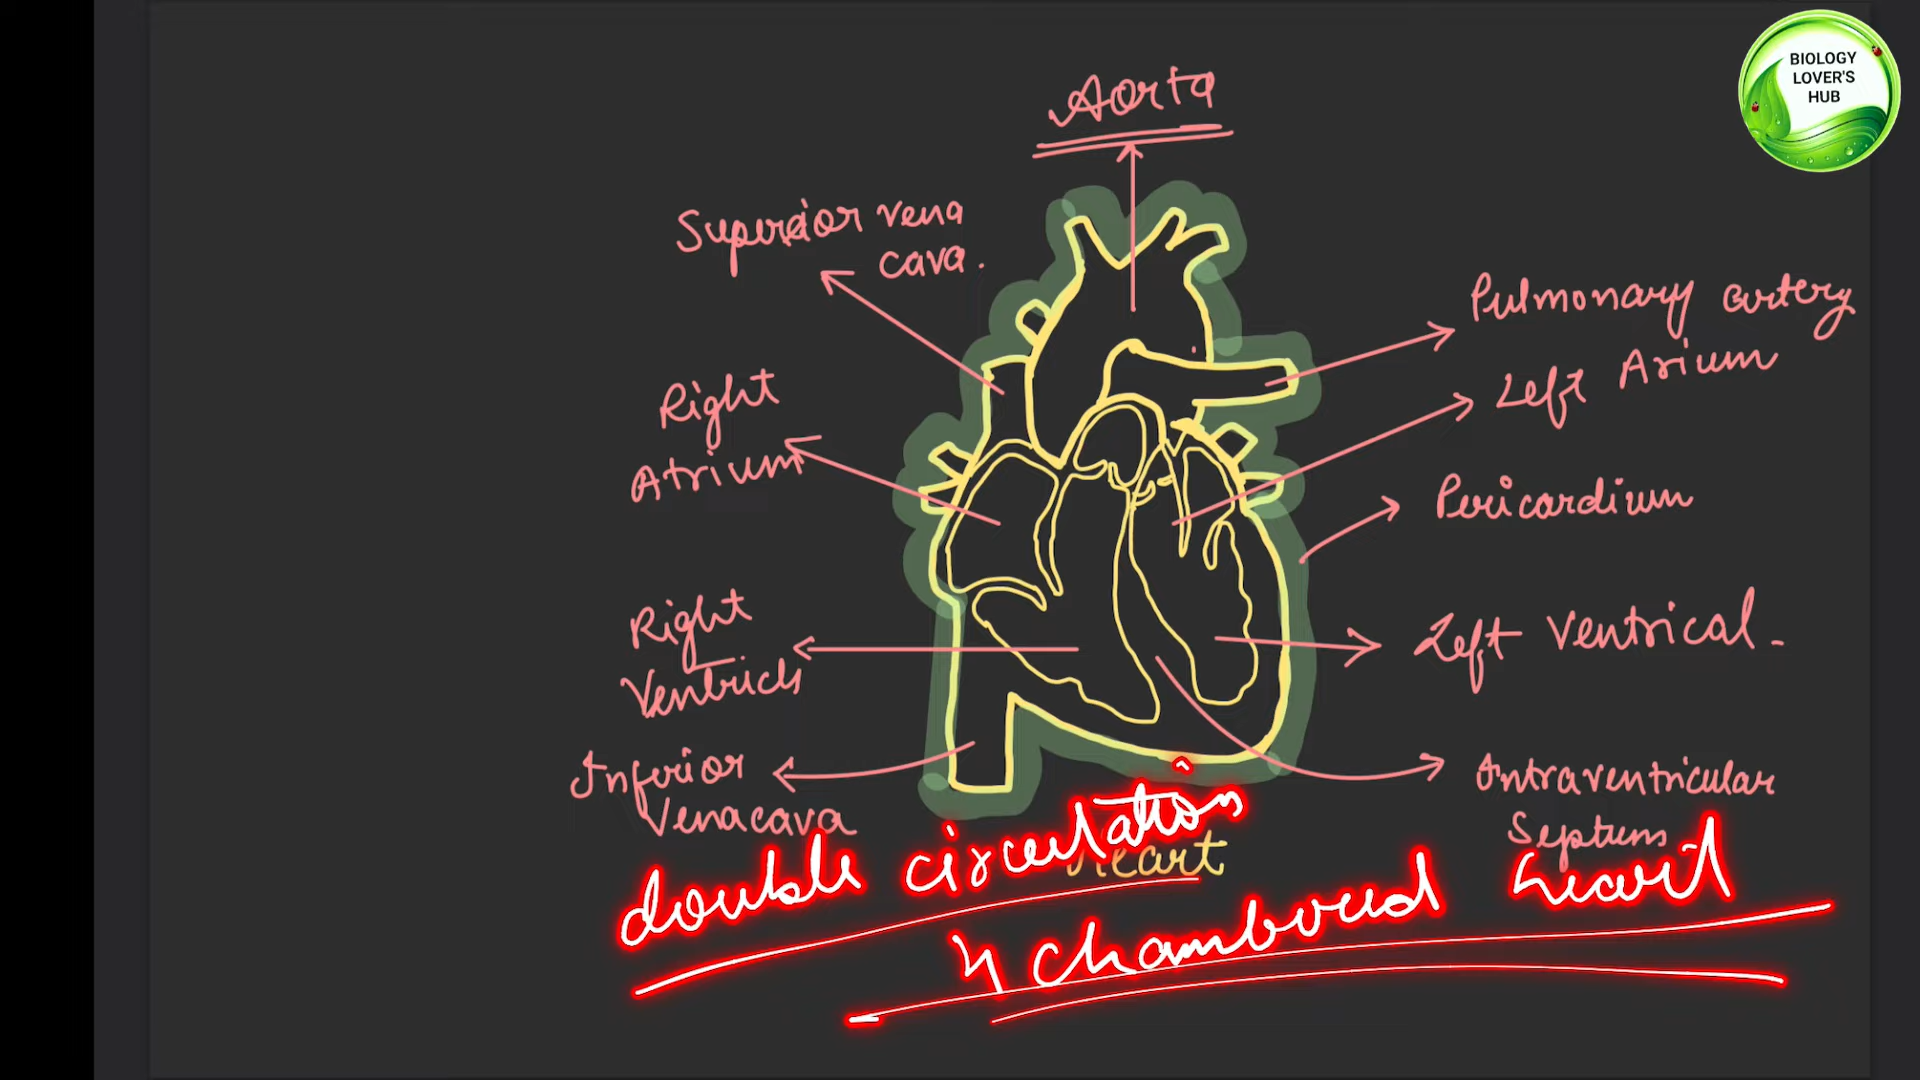 BIOLOGY
LOVER'S
HUB
Aorta
Superior vena
cava.
Pulmonary artery
Left Arium
Right
Atrium
Pericardium
Right
Left Ventrical -
Inferior
Venacava
Intraventricular
Septum
Heart
double circulation
4 chambered heart